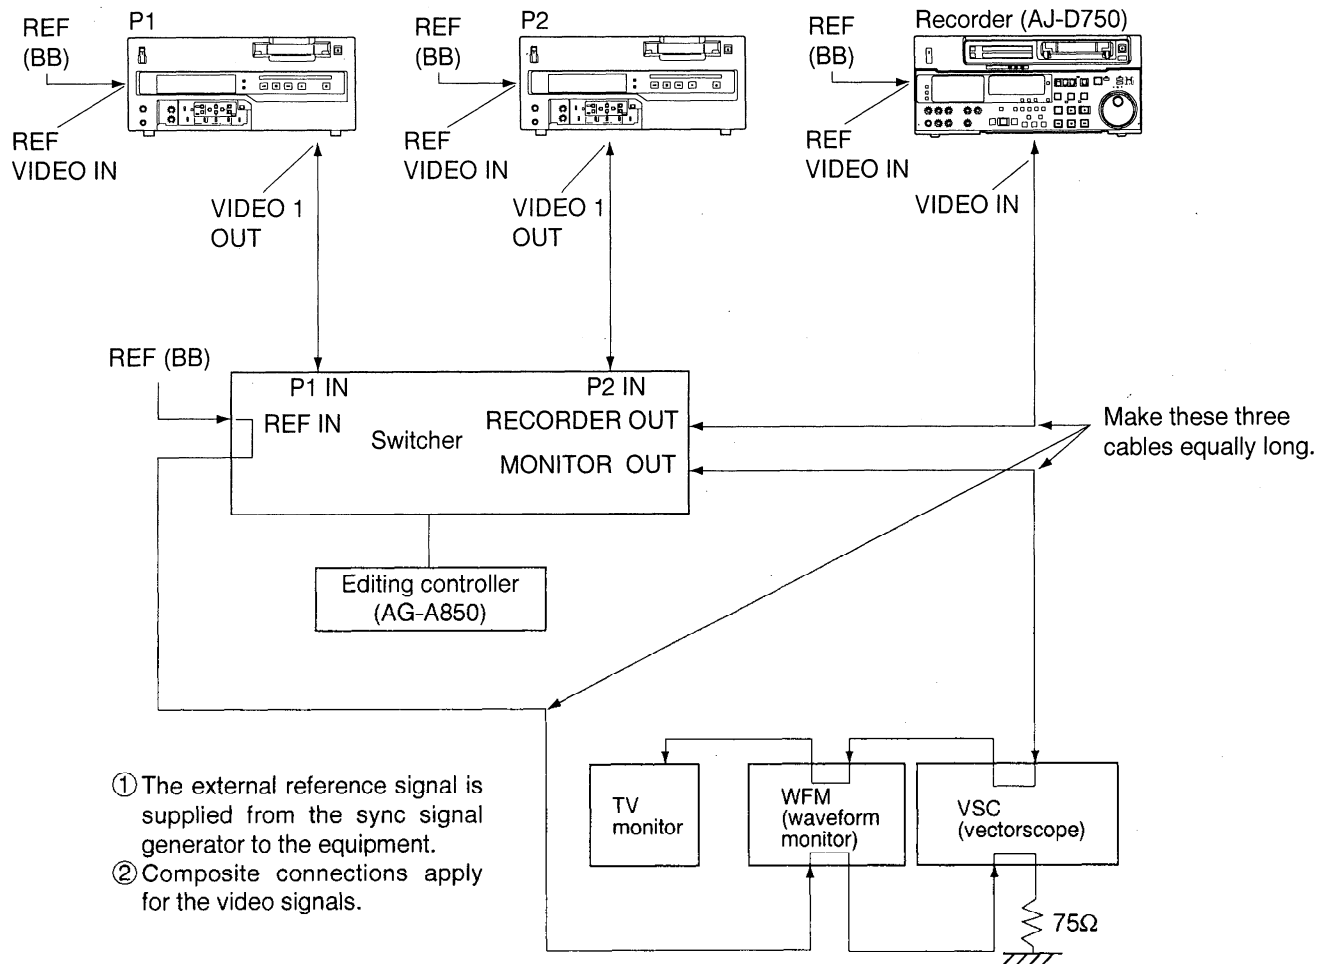 REF
(BB)
P1
REF
VIDEO IN
VIDEO 1
OUT
REF
(BB)
P2
REF
VIDEO IN
VIDEO 1
OUT
REF
(BB)
Recorder (AJ-D750)
REF
VIDEO IN
VIDEO IN
REF (BB)
P1 IN
P2 IN
REF IN
Switcher
RECORDER OUT
MONITOR OUT
Make these three
cables equally long.
Editing controller
(AG-A850)
① The external reference signal is
supplied from the sync signal
generator to the equipment.
② Composite connections apply
for the video signals.
TV
monitor
WFM
(waveform
monitor)
VSC
(vectorscope)
75Ω